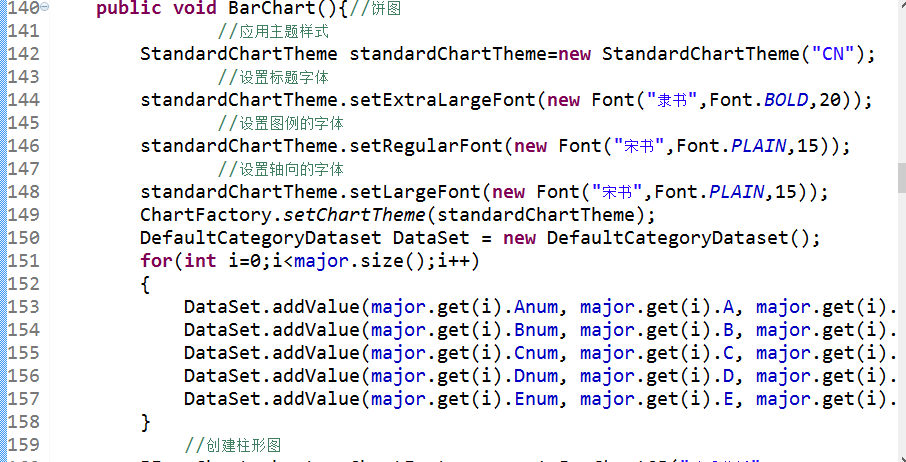 140 public void BarChart(){//饼图
141 //应用主题样式
142 StandardChartTheme standardChartTheme=new StandardChartTheme("CN");
143 //设置标题字体
144 standardChartTheme.setExtraLargeFont(new Font("隶书",Font.BOLD,20));
145 //设置图例的字体
146 standardChartTheme.setRegularFont(new Font("宋书",Font.PLAIN,15));
147 //设置轴向的字体
148 standardChartTheme.setLargeFont(new Font("宋书",Font.PLAIN,15));
149 ChartFactory.setChartTheme(standardChartTheme);
150 DefaultCategoryDataset DataSet = new DefaultCategoryDataset();
151 for(int i=0;i<major.size();i++)
152 {
153 DataSet.addValue(major.get(i).Anum, major.get(i).A, major.get(i).
154 DataSet.addValue(major.get(i).Bnum, major.get(i).B, major.get(i).
155 DataSet.addValue(major.get(i).Cnum, major.get(i).C, major.get(i).
156 DataSet.addValue(major.get(i).Dnum, major.get(i).D, major.get(i).
157 DataSet.addValue(major.get(i).Enum, major.get(i).E, major.get(i).
158 }
159 //创建柱形图